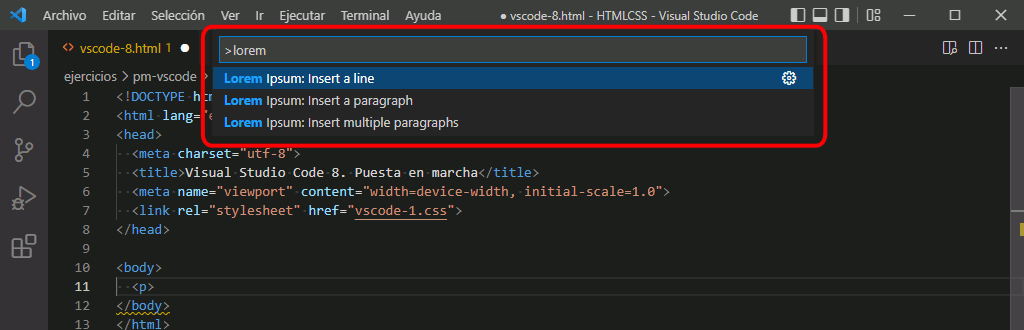 Archivo Editar Selección Ver Ir Ejecutar Terminal Ayuda ● vscode-8.html - HTMLCSS - Visual Studio Code
<> vscode-8.html 1 ●
>lorem
ejercicios > pm-vscode >
Lorem Ipsum: Insert a line
Lorem Ipsum: Insert a paragraph
Lorem Ipsum: Insert multiple paragraphs
1
1 <!DOCTYPE
2 <html lang=
3 <head>
4 <meta charset="utf-8">
5 <title>Visual Studio Code 8. Puesta en marcha</title>
6 <meta name="viewport" content="width=device-width, initial-scale=1.0">
7 <link rel="stylesheet" href="vscode-1.css">
8 </head>
9
10 <body>
11 <p>
12 </body>
13 </html>